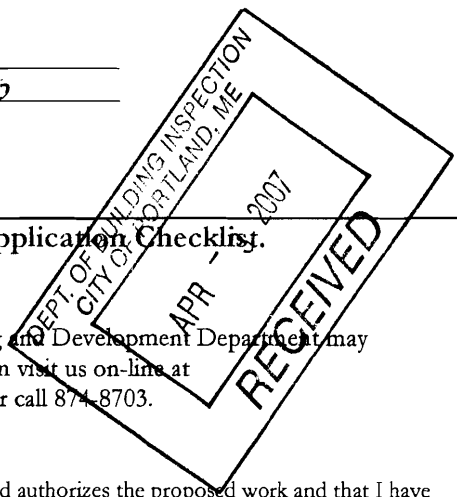 pplication Checklist.
g and Development Department may
n visit us on-line at
r call 874-8703.
d authorizes the proposed work and that I have
DEPT. OF BUILDING INSPECTION
CITY OF PORTLAND, ME
APR - 2007
RECEIVED